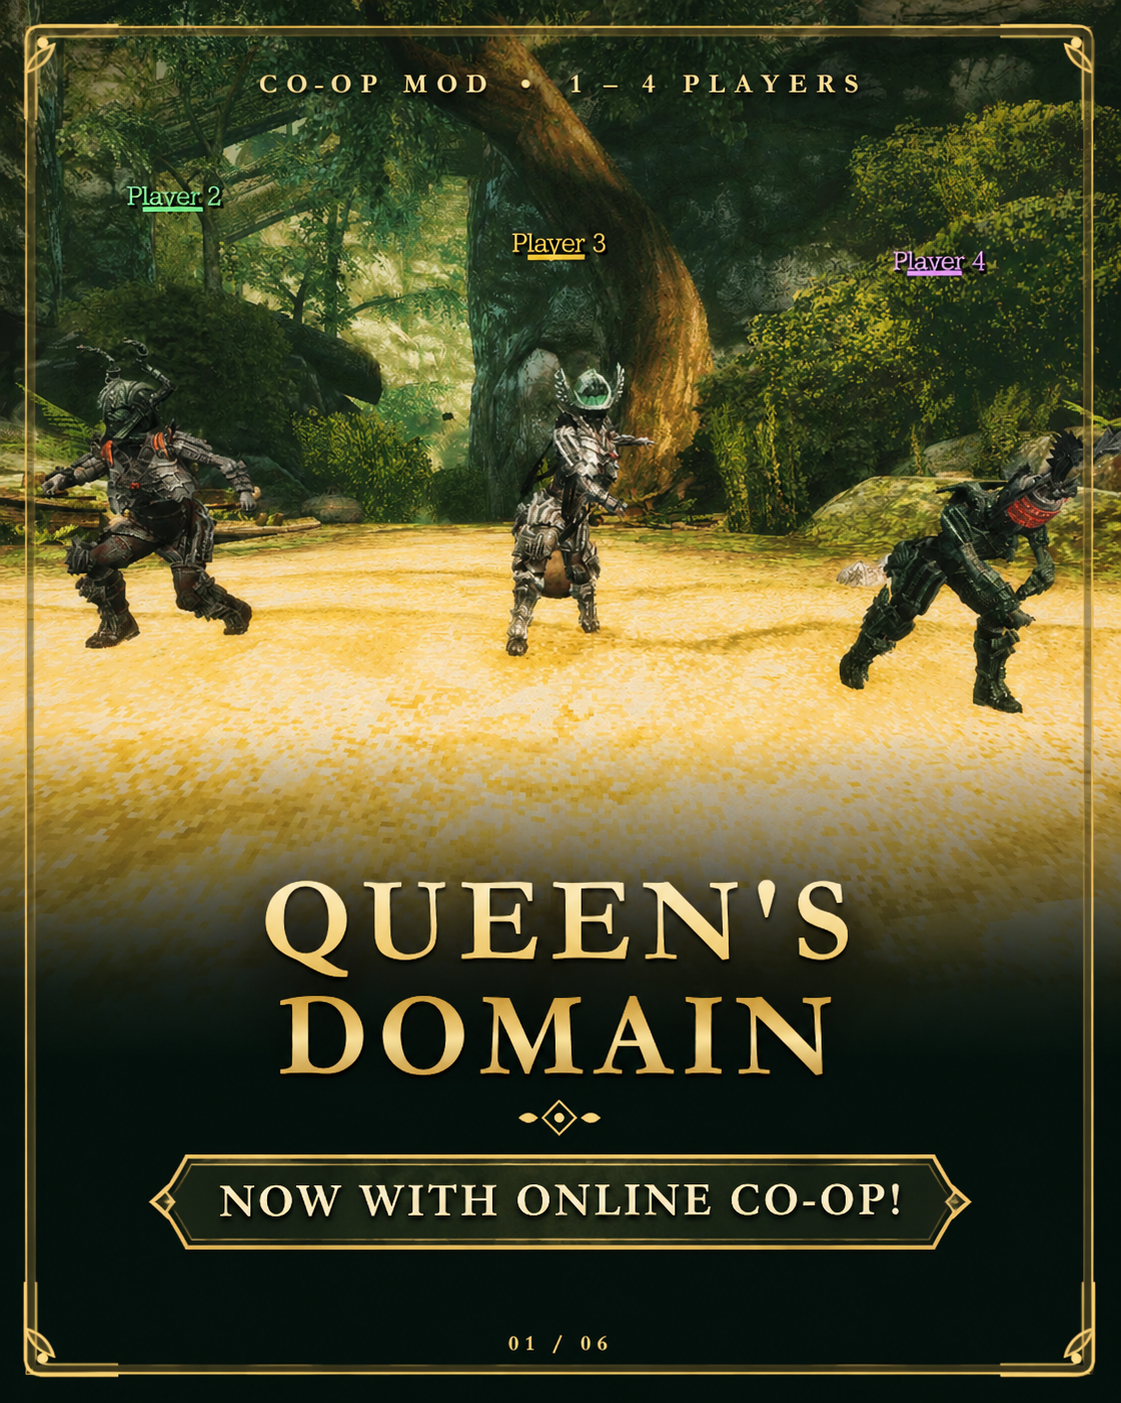 CO-OP MOD • 1 – 4 PLAYERS
Player 2
Player 3
Player 4
QUEEN'S
DOMAIN
NOW WITH ONLINE CO-OP!
01 / 06